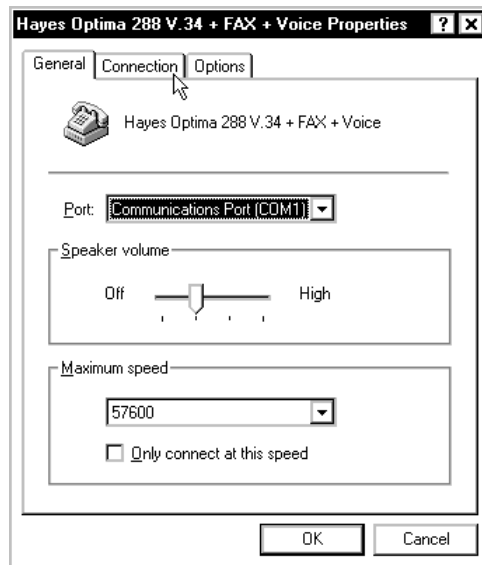 Hayes Optima 288 V.34 + FAX + Voice Properties ? X
General Connection Options
Hayes Optima 288 V.34 + FAX + Voice
Port: Communications Port (COM1)
Speaker volume
Off High
Maximum speed
57600
Only connect at this speed
OK Cancel